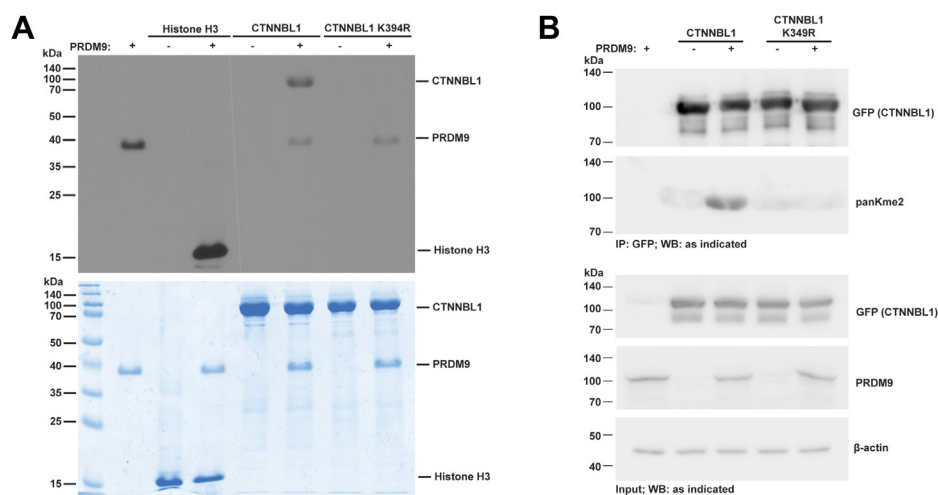 A
Histone H3 CTNNBL1 CTNNBL1 K394R
PRDM9: + - + - + - +
kDa
140
100
70
50
40
35
25
15
CTNNBL1
PRDM9
Histone H3
kDa
140
100
70
50
40
35
25
15
CTNNBL1
PRDM9
Histone H3
B
CTNNBL1 CTNNBL1
K349R
PRDM9: + - + - +
kDa
140
100
70
GFP (CTNNBL1)
140
100
70
panKme2
IP: GFP; WB: as indicated
kDa
140
100
70
GFP (CTNNBL1)
140
100
70
PRDM9
50
40
β-actin
Input; WB: as indicated